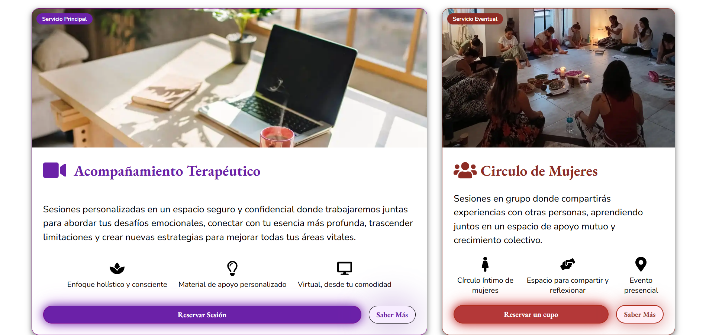 Servicio Principal
Acompañamiento Terapéutico
Sesiones personalizadas en un espacio seguro y confidencial donde trabajaremos juntas
para abordar tus desafíos emocionales, conectar con tu esencia más profunda, trascender
limitaciones y crear nuevas estrategias para mejorar todas tus áreas vitales.
Enfoque holístico y consciente
Material de apoyo personalizado
Virtual, desde tu comodidad
Reservar Sesión
Saber Más
Servicio Eventual
Circulo de Mujeres
Sesiones en grupo donde compartirás
experiencias con otras personas, aprendiendo
juntos en un espacio de apoyo mutuo y
crecimiento colectivo.
Círculo Intimo de
mujeres
Espacio para compartir y
reflexionar
Evento
presencial
Reservar un cupo
Saber Más